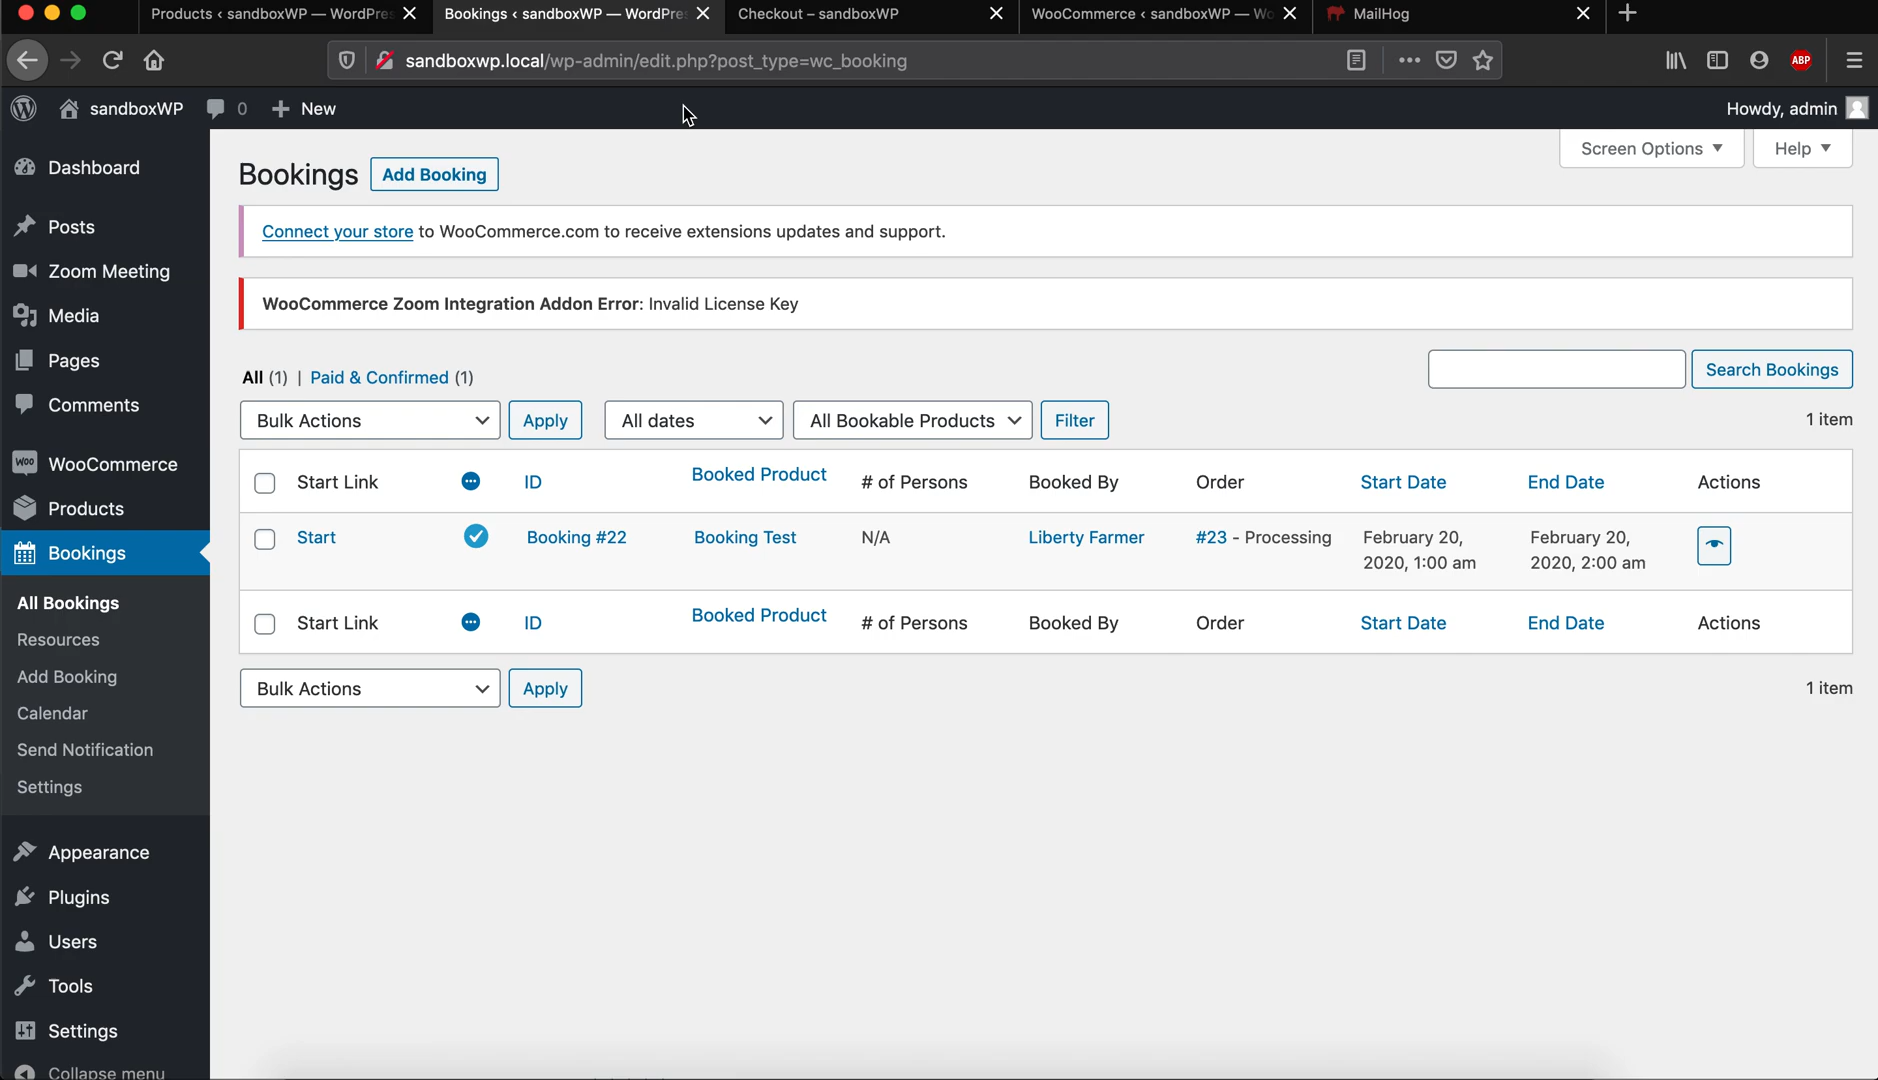 Products ‹ sandboxWP — WordPres
Bookings ‹ sandboxWP — WordPres
Checkout – sandboxWP
WooCommerce ‹ sandboxWP — Wo
MailHog
sandboxwp.local/wp-admin/edit.php?post_type=wc_booking
ABP
sandboxWP
0
New
Howdy, admin
Dashboard
Posts
Zoom Meeting
Media
Pages
Comments
Woo
WooCommerce
Products
Bookings
All Bookings
Resources
Add Booking
Calendar
Send Notification
Settings
Appearance
Plugins
Users
Tools
Settings
Collapse menu
Screen Options
Help
Bookings
Add Booking
Connect your store to WooCommerce.com to receive extensions updates and support.
WooCommerce Zoom Integration Addon Error: Invalid License Key
All (1) | Paid & Confirmed (1)
Search Bookings
Bulk Actions
Apply
All dates
All Bookable Products
Filter
1 item
Start Link
ID
Booked Product
# of Persons
Booked By
Order
Start Date
End Date
Actions
Start
Booking #22
Booking Test
N/A
Liberty Farmer
#23 - Processing
February 20,
2020, 1:00 am
February 20,
2020, 2:00 am
Start Link
ID
Booked Product
# of Persons
Booked By
Order
Start Date
End Date
Actions
Bulk Actions
Apply
1 item